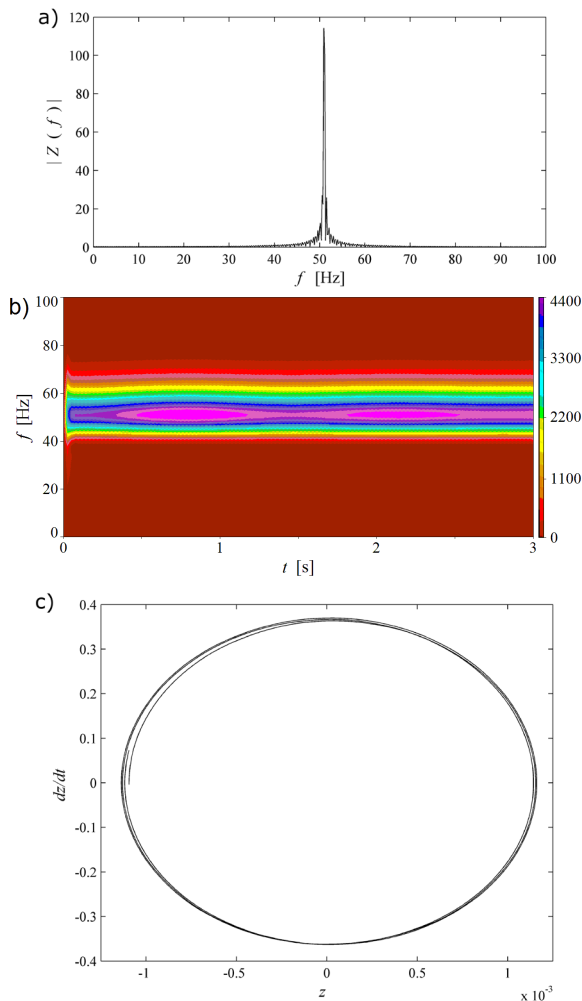 a)
120
100
80
60
40
20
0
| Z ( f ) |
0 10 20 30 40 50 60 70 80 90 100
f [Hz]
b)
100
80
60
40
20
0
f [Hz]
0 1 2 3
t [s]
4400
3300
2200
1100
0
c)
0.4
0.3
0.2
0.1
0
-0.1
-0.2
-0.3
-0.4
dz/dt
-1 -0.5 0 0.5 1
z
x 10⁻³